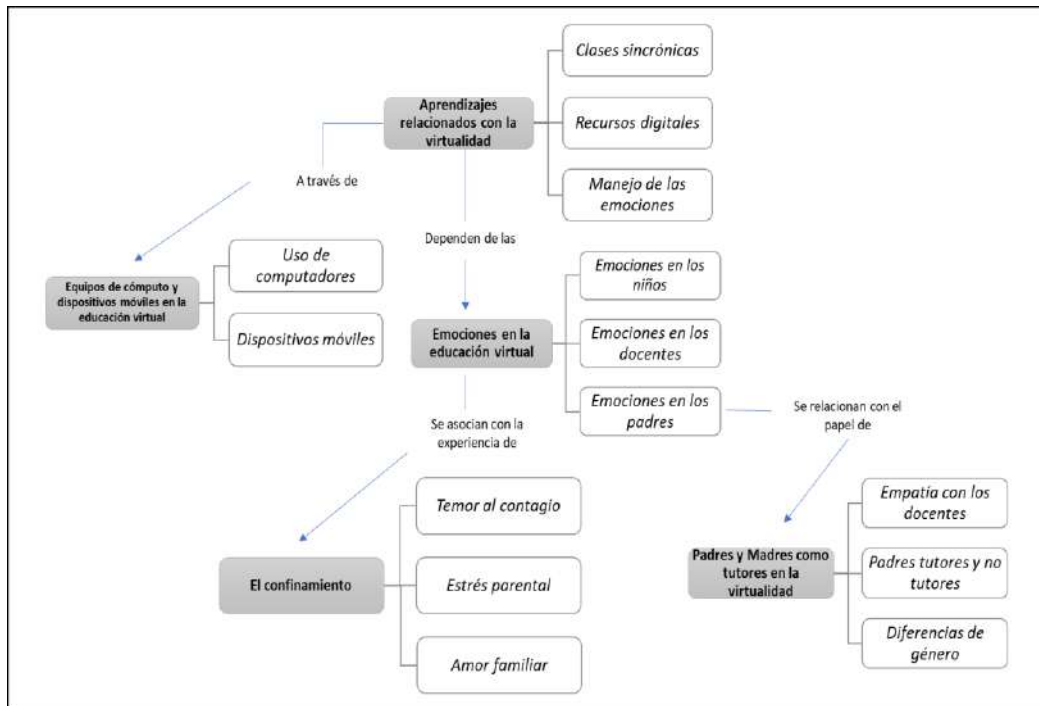 Clases sincrónicas
Aprendizajes
relacionados con la
virtualidad
Recursos digitales
Manejo de las
emociones
A través de
Dependen de las
Equipos de cómputo y
dispositivos móviles en la
educación virtual
Uso de
computadores
Dispositivos móviles
Emociones en la
educación virtual
Emociones en los
niños
Emociones en los
docentes
Emociones en los
padres
Se relacionan con el
papel de
Se asocian con la
experiencia de
El confinamiento
Temor al contagio
Estrés parental
Amor familiar
Padres y Madres como
tutores en la
virtualidad
Empatía con los
docentes
Padres tutores y no
tutores
Diferencias de
género